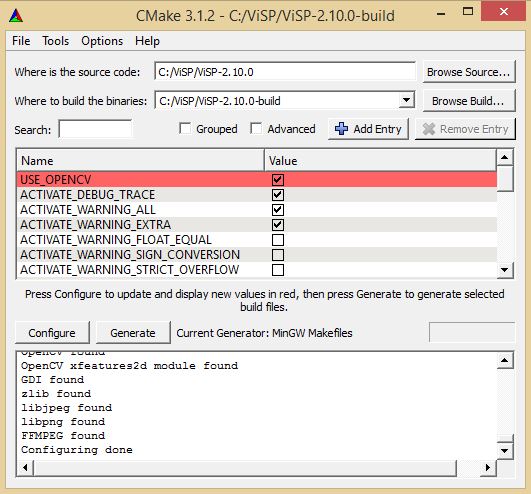 CMake 3.1.2 - C:/ViSP/ViSP-2.10.0-build
File Tools Options Help
Where is the source code: C:/ViSP/ViSP-2.10.0 Browse Source...
Where to build the binaries: C:/ViSP/ViSP-2.10.0-build Browse Build...
Search: Grouped Advanced Add Entry Remove Entry
Name Value
USE_OPENCV
ACTIVATE_DEBUG_TRACE
ACTIVATE_WARNING_ALL
ACTIVATE_WARNING_EXTRA
ACTIVATE_WARNING_FLOAT_EQUAL
ACTIVATE_WARNING_SIGN_CONVERSION
ACTIVATE_WARNING_STRICT_OVERFLOW
Press Configure to update and display new values in red, then press Generate to generate selected
build files.
Configure Generate Current Generator: MinGW Makefiles
OpenCV found
OpenCV xfeatures2d module found
GDI found
zlib found
libjpeg found
libpng found
FFMPEG found
Configuring done